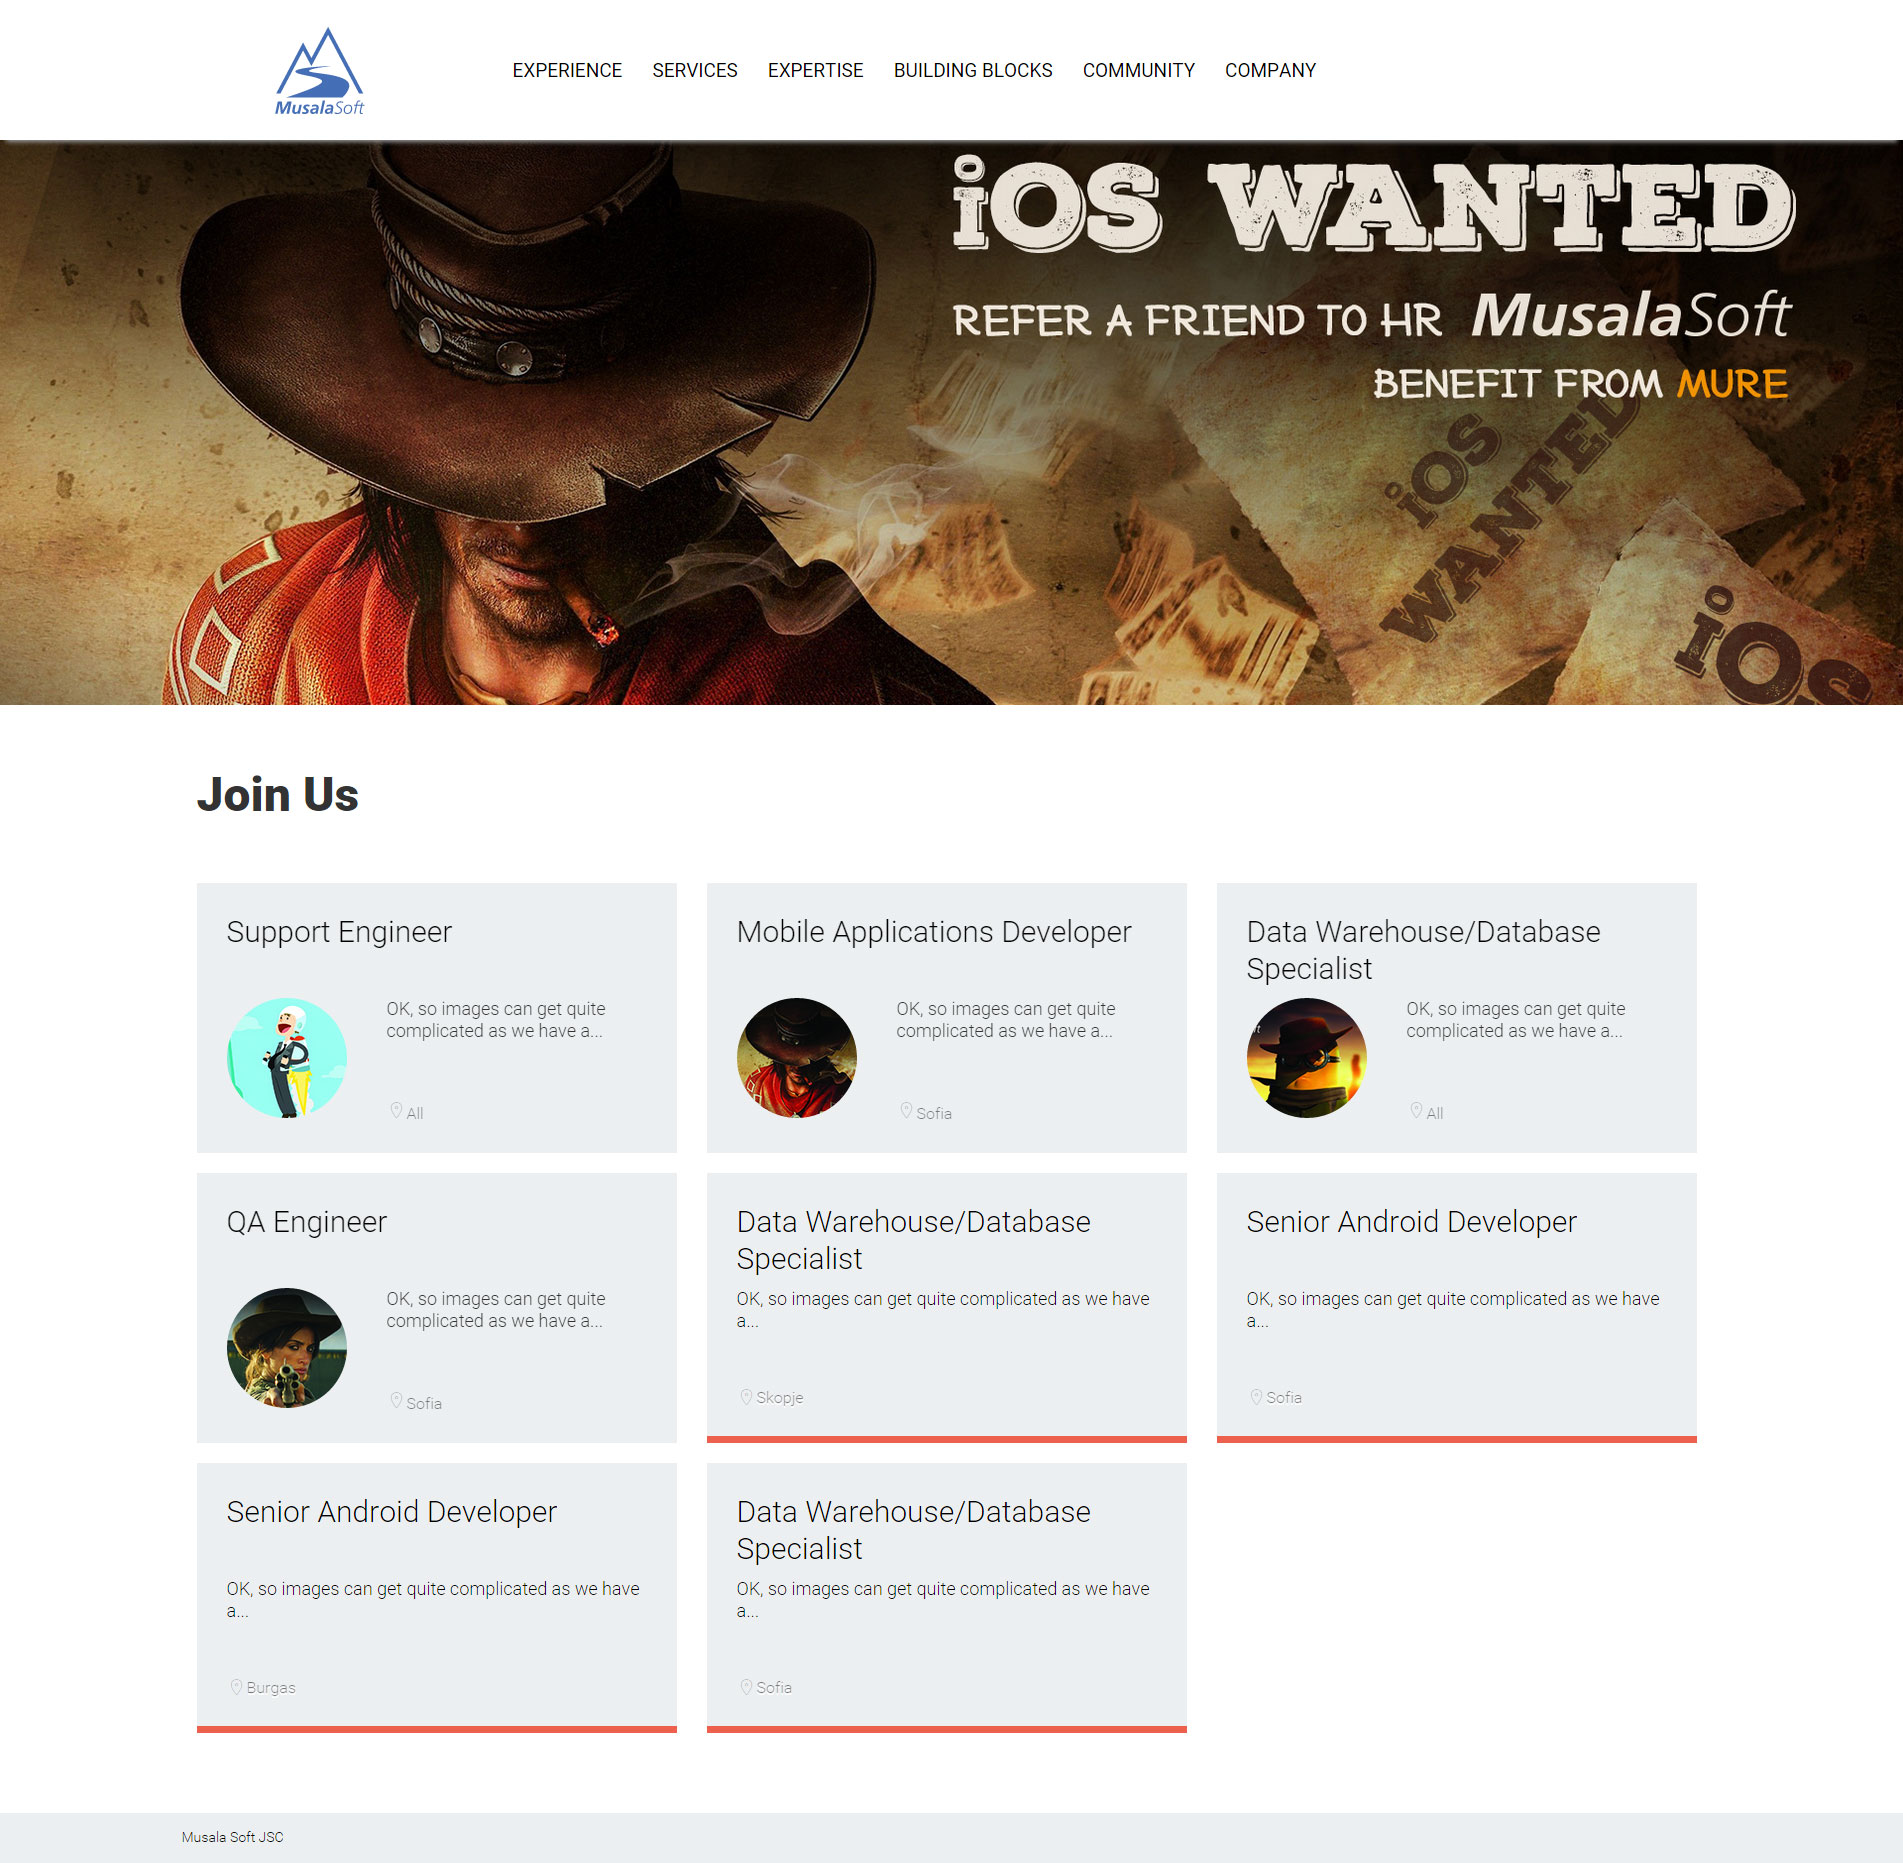 MusalaSoft
EXPERIENCE SERVICES EXPERTISE BUILDING BLOCKS COMMUNITY COMPANY
iOS WANTED
REFER A FRIEND TO HR MusalaSoft
BENEFIT FROM MURE
iOS
WANTED
iOS
Join Us
Support Engineer
OK, so images can get quite
complicated as we have a...
All
Mobile Applications Developer
OK, so images can get quite
complicated as we have a...
Sofia
Data Warehouse/Database
Specialist
OK, so images can get quite
complicated as we have a...
All
QA Engineer
OK, so images can get quite
complicated as we have a...
Sofia
Data Warehouse/Database
Specialist
OK, so images can get quite complicated as we have
a...
Skopje
Senior Android Developer
OK, so images can get quite complicated as we have
a...
Sofia
Senior Android Developer
OK, so images can get quite complicated as we have
a...
Burgas
Data Warehouse/Database
Specialist
OK, so images can get quite complicated as we have
a...
Sofia
Musala Soft JSC